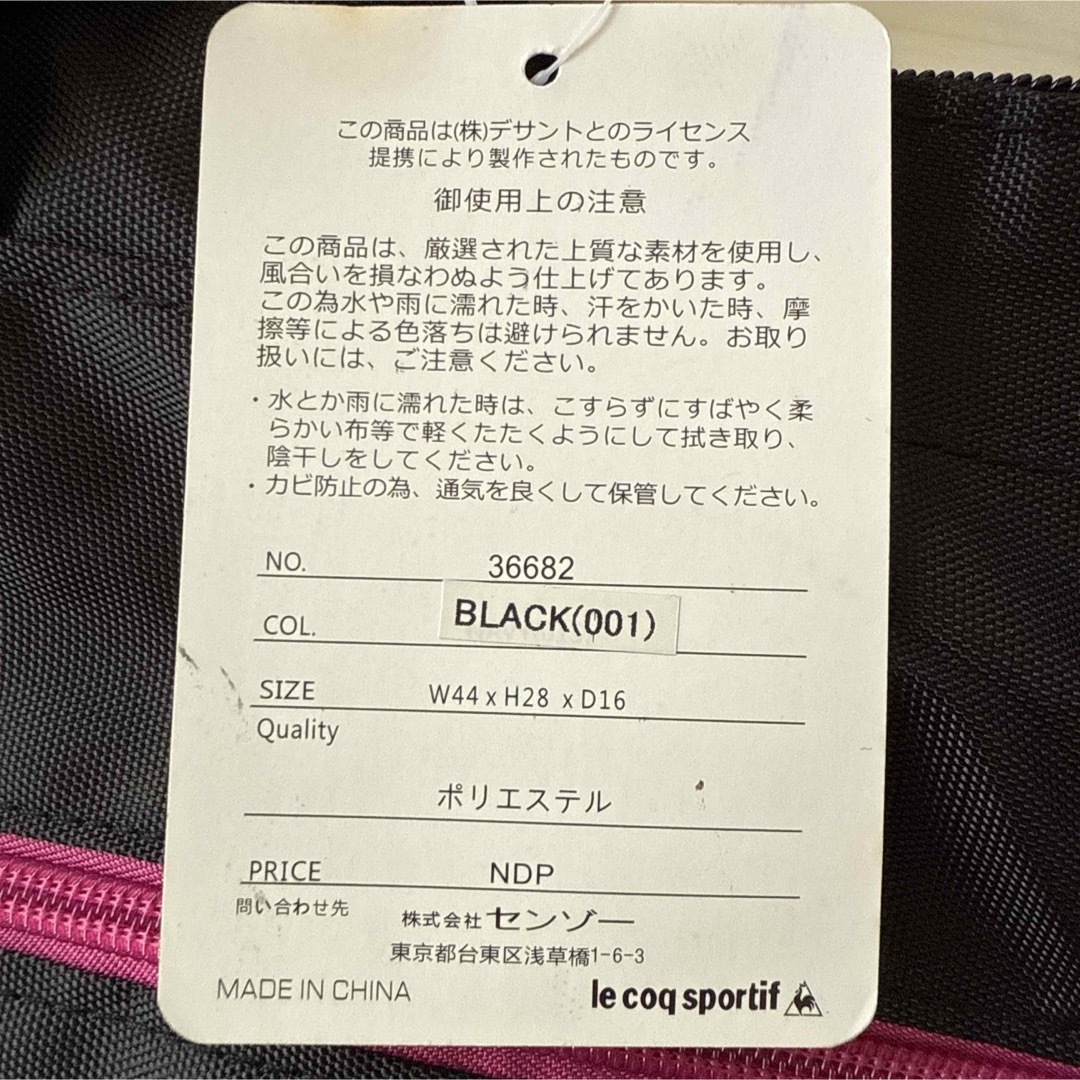 この商品は(株)デサントとのライセンス
提携により製作されたものです。
御使用上の注意
この商品は、厳選された上質な素材を使用し、
風合いを損なわぬよう仕上げてあります。
この為水や雨に濡れた時、汗をかいた時、摩
擦等による色落ちは避けられません。お取り
扱いには、ご注意ください。
・水とか雨に濡れた時は、こすらずにすばやく柔
らかい布等で軽くたたくようにして拭き取り、
陰干しをしてください。
・カビ防止の為、通気を良くして保管してください。
NO. 36682
COL. BLACK(001)
SIZE W44 x H28 x D16
Quality
ポリエステル
PRICE NDP
問い合わせ先 株式会社センゾー
東京都台東区浅草橋1-6-3
MADE IN CHINA le coq sportif